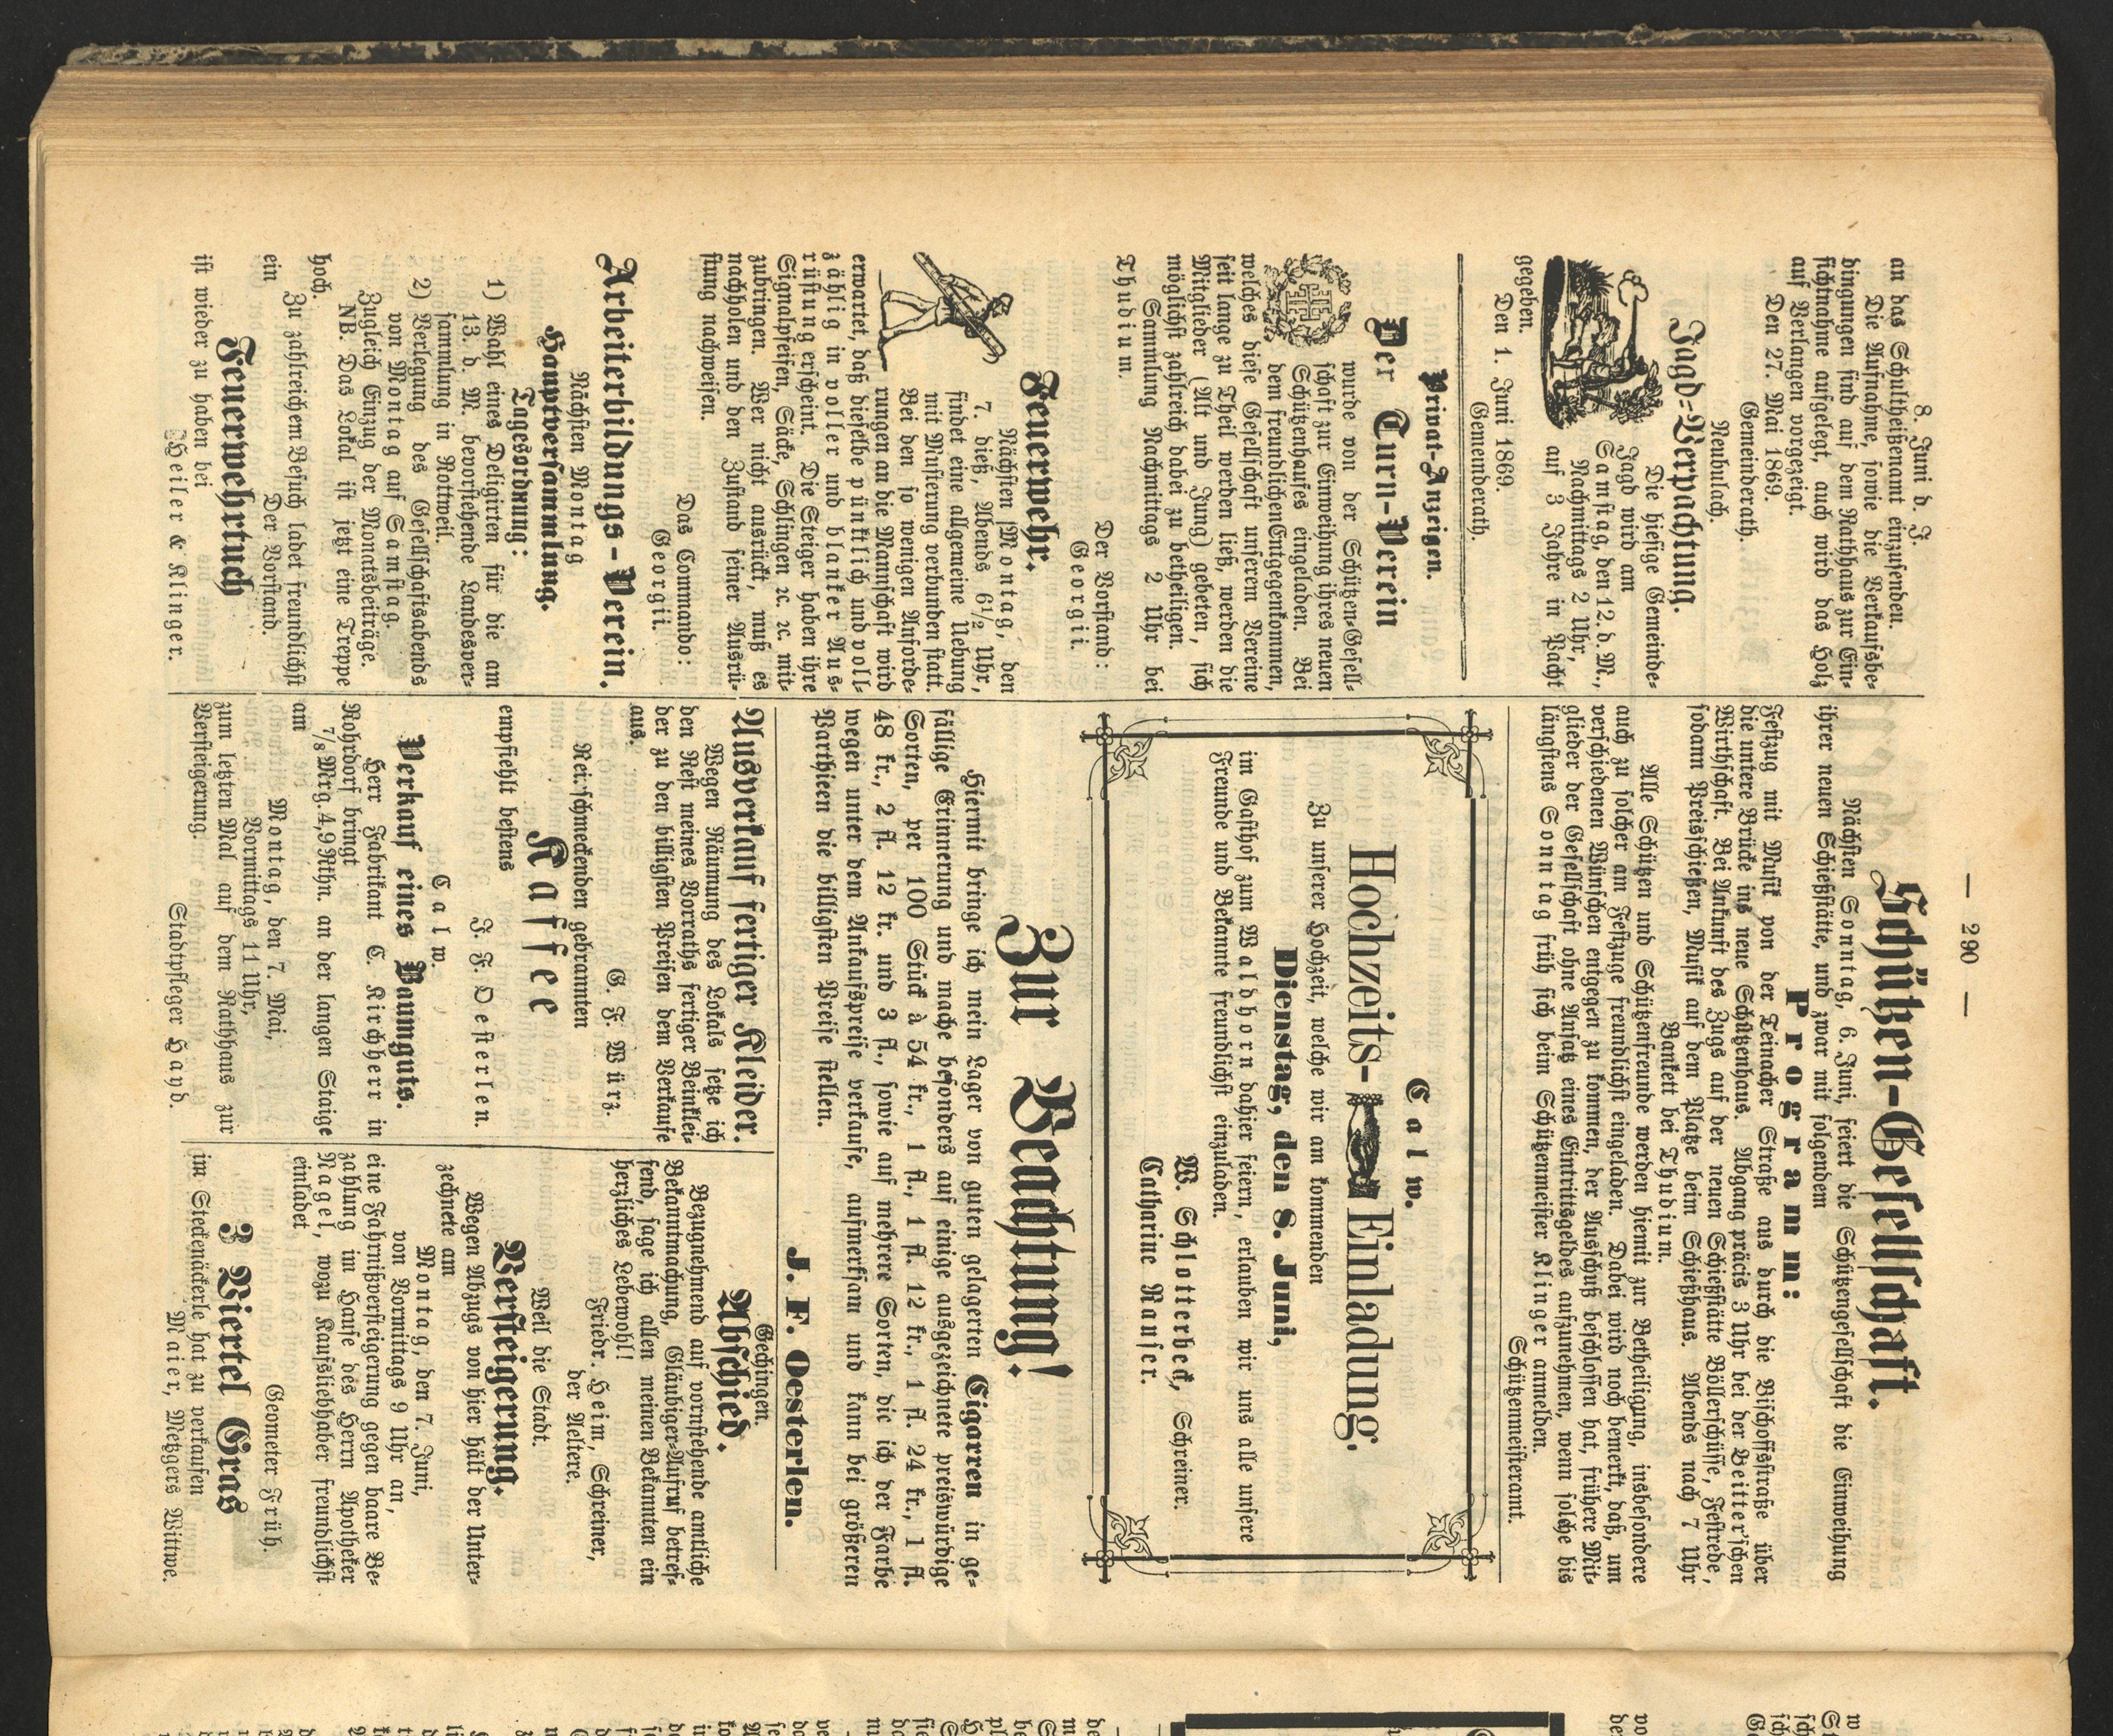 — 290 —
8. Juni d. J.
an das Schultheißenamt einzusenden.
Die Aufnahme, sowie die Verkaufsbe-
dingungen sind auf dem Rathhaus zur Ein-
sichtnahme aufgelegt, auch wird das Holz
auf Verlangen vorgezeigt.
Den 27. Mai 1869.
Gemeinderath.
Neubulach.
Jagd-Verpachtung.
Die hiesige Gemeinde-
Jagd wird am
Samstag, den 12. d. M.,
Nachmittags 2 Uhr,
auf 3 Jahre in Pacht
gegeben.
Den 1. Juni 1869.
Gemeinderath.
Privat-Anzeigen.
Der Turn-Verein
wurde von der Schützen-Gesell-
schaft zur Einweihung ihres neuen
Schützenhauses eingeladen. Bei
dem freundlichen Entgegenkommen,
welches diese Gesellschaft unserem Vereine
seit lange zu Theil werden ließ, werden die
Mitglieder (Alt und Jung) gebeten, sich
möglichst zahlreich dabei zu betheiligen.
Sammlung Nachmittags 2 Uhr bei
Thudium.
Der Vorstand:
Georgii.
Feuerwehr.
Nächsten Montag, den
7. dieß, Abends 6½ Uhr,
findet eine allgemeine Uebung
mit Musterung verbunden statt.
Bei den so wenigen Anforde-
rungen an die Mannschaft wird
erwartet, daß dieselbe pünktlich und voll-
zählig in voller und blanker Aus-
rüstung erscheint. Die Steiger haben ihre
Signalpfeifen, Säcke, Schlingen ꝛc. ꝛc. mit-
zubringen. Wer nicht ausrückt, muß es
nachholen und den Zustand seiner Ausrü-
stung nachweisen.
Das Commando:
Georgii.
Arbeiterbildungs-Verein.
Nächsten Montag
Hauptversammlung.
Tagesordnung:
1) Wahl eines Deligirten für die am
13. d. M. bevorstehende Landesver-
sammlung in Rottweil.
2) Verlegung des Gesellschaftsabends
von Montag auf Samstag.
Zugleich Einzug der Monatsbeiträge.
NB. Das Lokal ist jetzt eine Treppe
hoch.
Zu zahlreichem Besuch ladet freundlichst
ein
Der Vorstand.
Feuerwehrtuch
ist wieder zu haben bei
Heiler & Klinger.
Schützen-Gesellschaft.
Nächsten Sonntag, 6. Juni, feiert die Schützengesellschaft die Einweihung
ihrer neuen Schießstätte, und zwar mit folgendem
Programm:
Festzug mit Musik von der Teinacher Straße aus durch die Bischoffsstraße über
die untere Brücke ins neue Schützenhaus. Abgang präcis 3 Uhr bei der Beitter'schen
Wirthschaft. Bei Ankunft des Zugs auf der neuen Schießstätte Böllerschüsse, Festrede,
sodann Preisschießen, Musik auf dem Platze beim Schießhaus. Abends nach 7 Uhr
Bankett bei Thudium.
Alle Schützen und Schützenfreunde werden hiemit zur Betheiligung, insbesondere
auch zu solcher am Festzuge freundlichst eingeladen. Dabei wird noch bemerkt, daß, um
verschiedenen Wünschen entgegen zu kommen, der Ausschuß beschlossen hat, frühere Mit-
glieder der Gesellschaft ohne Ansatz eines Eintrittsgeldes aufzunehmen, wenn solche bis
längstens Sonntag früh sich beim Schützenmeister Klinger anmelden.
Schützenmeisteramt.
Calw.
Hochzeits-Einladung.
Zu unserer Hochzeit, welche wir am kommenden
Dienstag, den 8. Juni,
im Gasthof zum Waldhorn dahier feiern, erlauben wir uns alle unsere
Freunde und Bekannte freundlichst einzuladen.
W. Schlotterbeck, Schreiner.
Catharine Rauser.
Zur Beachtung!
Hiermit bringe ich mein Lager von guten gelagerten Cigarren in ge-
fällige Erinnerung und mache besonders auf einige ausgezeichnete preiswürdige
Sorten, per 100 Stück à 54 kr., 1 fl., 1 fl. 12 kr., 1 fl. 24 kr., 1 fl.
48 kr., 2 fl. 12 kr. und 3 fl., sowie auf mehrere Sorten, die ich der Farbe
wegen unter dem Ankaufspreise verkaufe, aufmerksam und kann bei größeren
Parthieen die billigsten Preise stellen.
J. F. Oesterlen.
Ausverkauf fertiger Kleider.
Wegen Räumung des Lokals setze ich
den Rest meines Vorraths fertiger Beinklei-
der zu den billigsten Preisen dem Verkaufe
aus.
G. F. Würz.
Reinschmeckenden gebrannten
Kaffee
empfiehlt bestens
J. F. Oesterlen.
Calw.
Verkauf eines Baumguts.
Herr Fabrikant C. Kircherr in
Rohrdorf bringt
⅞ Mrg. 4,9 Rthn. an der langen Staige
am
Montag, den 7. Mai,
Vormittags 11 Uhr,
zum letzten Mal auf dem Rathhaus zur
Versteigerung.
Stadtpfleger Hayd.
Gechingen.
Abschied.
Bezugnehmend auf vornstehende amtliche
Bekanntmachung, Gläubiger-Aufruf betref-
fend, sage ich allen meinen Bekannten ein
herzliches Lebewohl!
Friedr. Heim, Schreiner,
der Aeltere.
Weil die Stadt.
Versteigerung.
Wegen Abzugs von hier hält der Unter-
zeichnete am
Montag, den 7. Juni,
von Vormittags 9 Uhr an,
eine Fahrnißversteigerung gegen baare Be-
zahlung im Hause des Herrn Apotheker
Nagel, wozu Kaufsliebhaber freundlichst
einladet
Geometer Früh.
3 Viertel Gras
im Steckenäckerle hat zu verkaufen
Maier, Metzgers Wittwe.